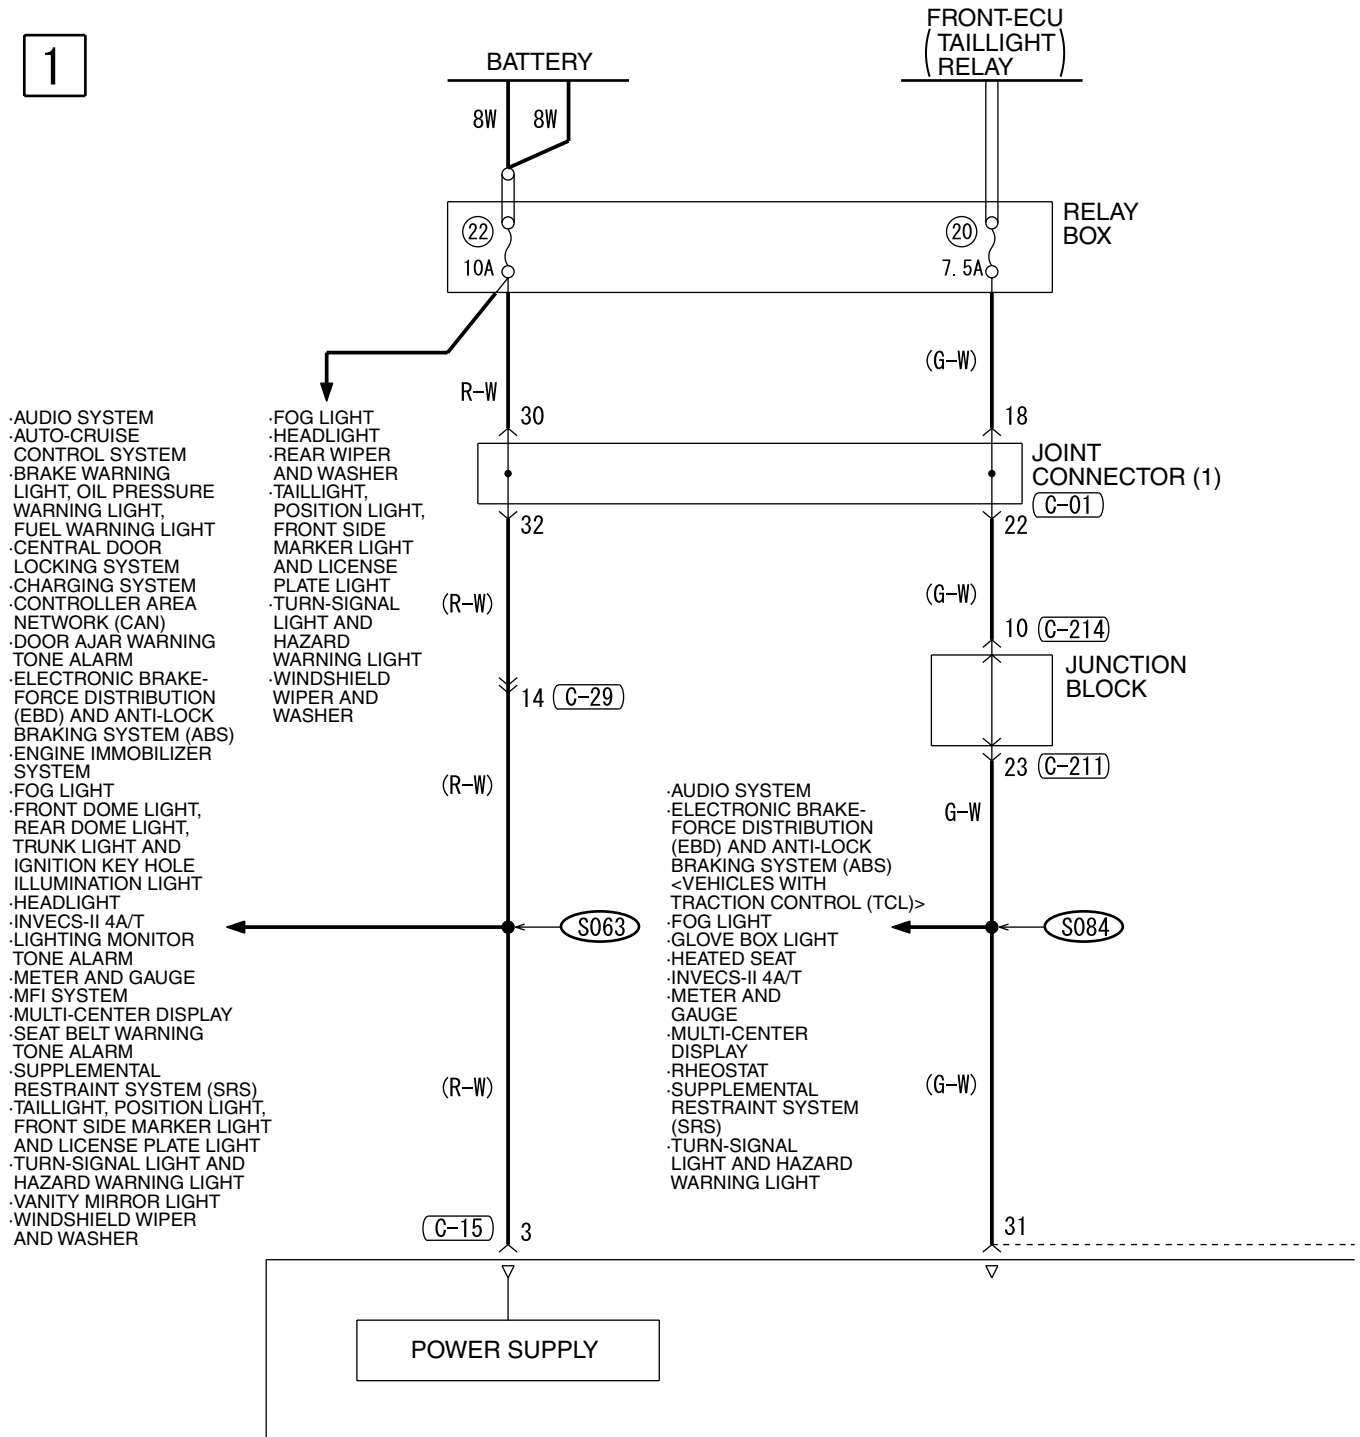 1
BATTERY
FRONT-ECU
(TAILLIGHT
RELAY)
8W
8W
RELAY
BOX
22
20
10A
7.5A
R-W
(G-W)
30
18
JOINT
CONNECTOR (1)
C-01
32
22
(R-W)
(G-W)
10
C-214
JUNCTION
BLOCK
14
C-29
23
C-211
(R-W)
G-W
·AUDIO SYSTEM
·AUTO-CRUISE
CONTROL SYSTEM
·BRAKE WARNING
LIGHT, OIL PRESSURE
WARNING LIGHT,
FUEL WARNING LIGHT
·CENTRAL DOOR
LOCKING SYSTEM
·CHARGING SYSTEM
·CONTROLLER AREA
NETWORK (CAN)
·DOOR AJAR WARNING
TONE ALARM
·ELECTRONIC BRAKE-
FORCE DISTRIBUTION
(EBD) AND ANTI-LOCK
BRAKING SYSTEM (ABS)
·ENGINE IMMOBILIZER
SYSTEM
·FOG LIGHT
·FRONT DOME LIGHT,
REAR DOME LIGHT,
TRUNK LIGHT AND
IGNITION KEY HOLE
ILLUMINATION LIGHT
·HEADLIGHT
·INVECS-II 4A/T
·LIGHTING MONITOR
TONE ALARM
·METER AND GAUGE
·MFI SYSTEM
·MULTI-CENTER DISPLAY
·SEAT BELT WARNING
TONE ALARM
·SUPPLEMENTAL
RESTRAINT SYSTEM (SRS)
·TAILLIGHT, POSITION LIGHT,
FRONT SIDE MARKER LIGHT
AND LICENSE PLATE LIGHT
·TURN-SIGNAL LIGHT AND
HAZARD WARNING LIGHT
·VANITY MIRROR LIGHT
·WINDSHIELD WIPER
AND WASHER
·FOG LIGHT
·HEADLIGHT
·REAR WIPER
AND WASHER
·TAILLIGHT,
POSITION LIGHT,
FRONT SIDE
MARKER LIGHT
AND LICENSE
PLATE LIGHT
·TURN-SIGNAL
LIGHT AND
HAZARD
WARNING LIGHT
·WINDSHIELD
WIPER AND
WASHER
·AUDIO SYSTEM
·ELECTRONIC BRAKE-
FORCE DISTRIBUTION
(EBD) AND ANTI-LOCK
BRAKING SYSTEM (ABS)
<VEHICLES WITH
TRACTION CONTROL (TCL)>
·FOG LIGHT
·GLOVE BOX LIGHT
·HEATED SEAT
·INVECS-II 4A/T
·METER AND
GAUGE
·MULTI-CENTER
DISPLAY
·RHEOSTAT
·SUPPLEMENTAL
RESTRAINT SYSTEM
(SRS)
·TURN-SIGNAL
LIGHT AND HAZARD
WARNING LIGHT
S063
S084
(R-W)
(G-W)
C-15
3
31
POWER SUPPLY